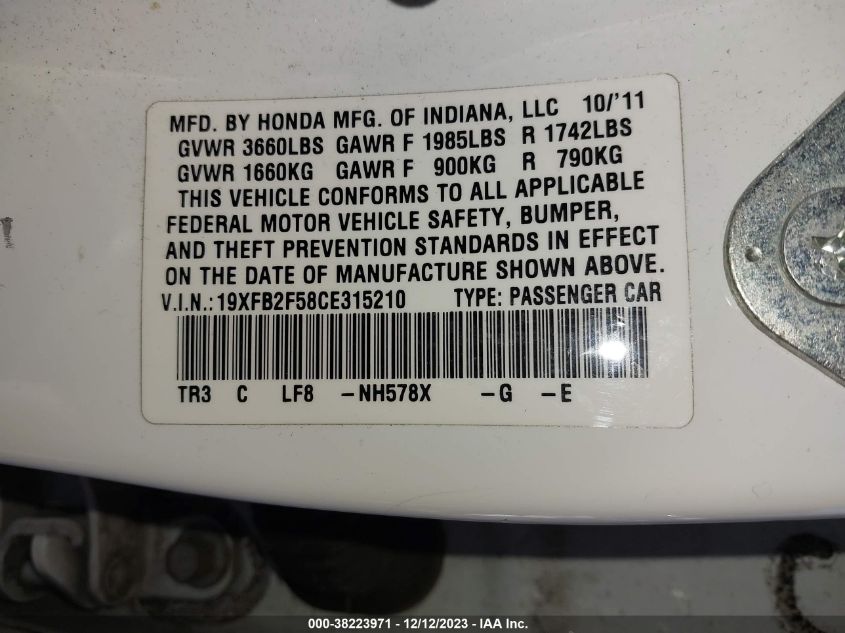 MFD. BY HONDA MFG. OF INDIANA, LLC 10/'11
GVWR 3660LBS GAWR F 1985LBS R 1742LBS
GVWR 1660KG GAWR F 900KG R 790KG
THIS VEHICLE CONFORMS TO ALL APPLICABLE
FEDERAL MOTOR VEHICLE SAFETY, BUMPER,
AND THEFT PREVENTION STANDARDS IN EFFECT
ON THE DATE OF MANUFACTURE SHOWN ABOVE.
V.I.N.:19XFB2F58CE315210 TYPE: PASSENGER CAR
TR3 C LF8 -NH578X -G -E
000-38223971 - 12/12/2023 - IAA Inc.